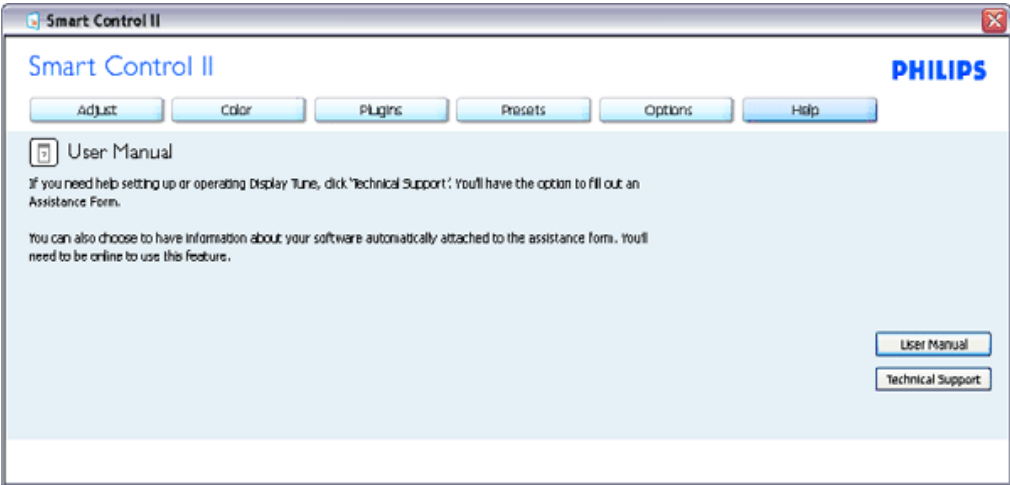 Smart Control II
Smart Control II
PHILIPS
Adjust Color Plugins Presets Options Help
User Manual
If you need help setting up or operating Display Tune, click 'Technical Support'. You'll have the option to fill out an
Assistance Form.
You can also choose to have information about your software automatically attached to the assistance form. You'll
need to be online to use this feature.
User Manual
Technical Support